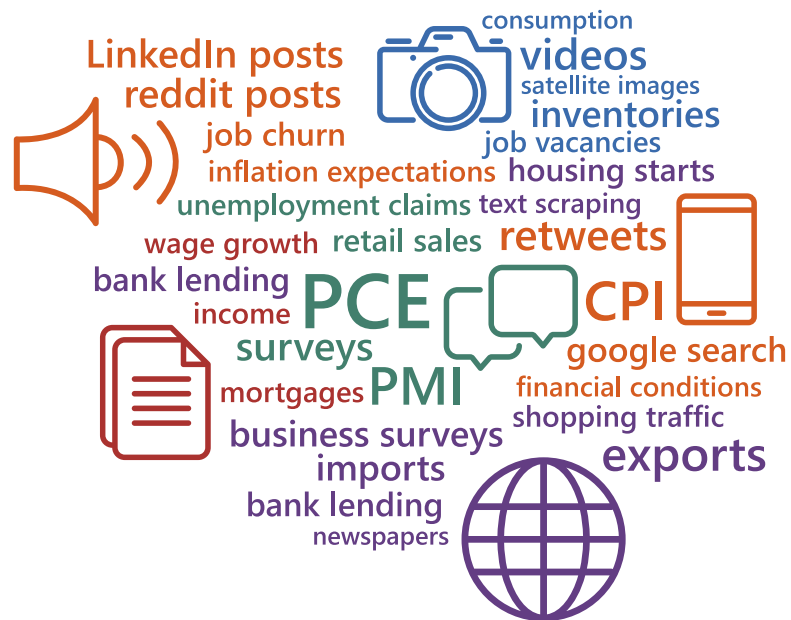 consumption
LinkedIn posts
videos
satellite images
reddit posts
inventories
job churn
job vacancies
inflation expectations
housing starts
unemployment claims
text scraping
wage growth
retail sales
retweets
bank lending
PCE
CPI
income
surveys
google search
mortgages
PMI
financial conditions
shopping traffic
business surveys
exports
imports
bank lending
newspapers